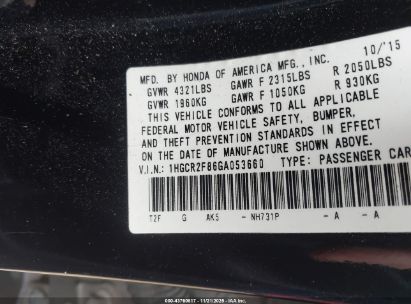 MFD. BY HONDA OF AMERICA MFG., INC. 10/'15
GVWR 4321LBS GAWR F 2315LBS R 2050LBS
GVWR 1960KG GAWR F 1050KG R 930KG
THIS VEHICLE CONFORMS TO ALL APPLICABLE
FEDERAL MOTOR VEHICLE SAFETY, BUMPER,
AND THEFT PREVENTION STANDARDS IN EFFECT
ON THE DATE OF MANUFACTURE SHOWN ABOVE.
V.I.N.: 1HGCR2F86GA053660 TYPE: PASSENGER CAR
T2F G AK5 - NH731P - A - A